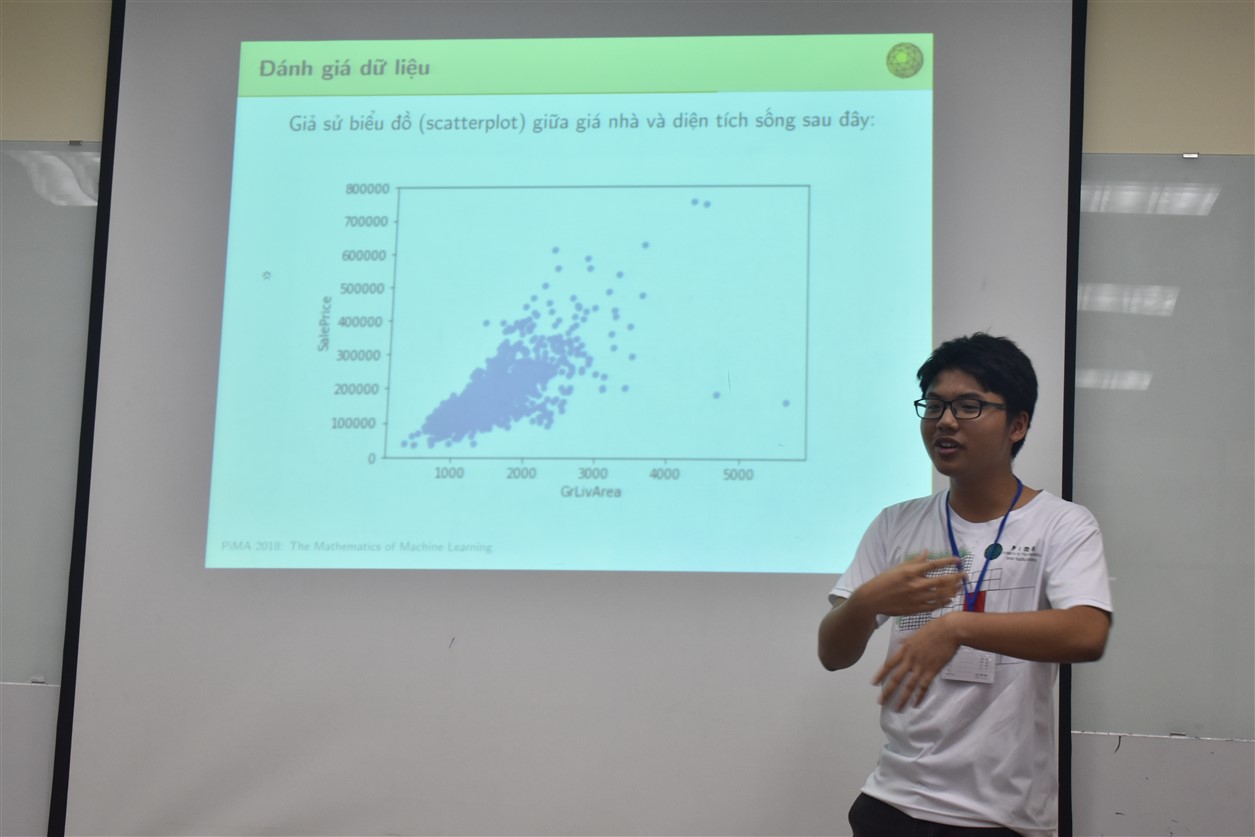 Đánh giá dữ liệu
Giả sử biểu đồ (scatterplot) giữa giá nhà và diện tích sống sau đây:
800000
700000
600000
500000
400000
300000
200000
100000
0
SalePrice
1000 2000 3000 4000 5000
GrLivArea
PiMA 2018: The Mathematics of Machine Learning